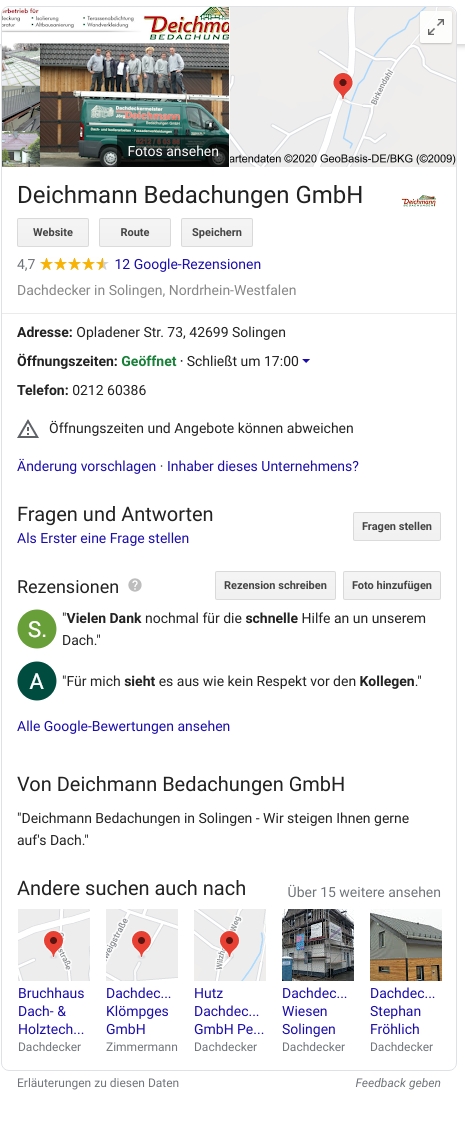 erbetrieb für
Terrassenabdichtung
Altbausanierung
Wandverkleidung
Deichma
BEDACHUNG
Dachdeckermeister
Jörg Deichmann
Bedachungen GmbH
Dach- und Isolierarbeiten · Fassadenverkleidungen
Fotos ansehen
Birkendahl
artendaten ©2020 GeoBasis-DE/BKG (©2009)
Deichmann Bedachungen GmbH
Deichmann
Website
Route
Speichern
4,7
12 Google-Rezensionen
Dachdecker in Solingen, Nordrhein-Westfalen
Adresse: Opladener Str. 73, 42699 Solingen
Öffnungszeiten: Geöffnet · Schließt um 17:00
Telefon: 0212 60386
Öffnungszeiten und Angebote können abweichen
Änderung vorschlagen · Inhaber dieses Unternehmens?
Fragen und Antworten
Fragen stellen
Als Erster eine Frage stellen
Rezensionen ?
Rezension schreiben
Foto hinzufügen
S.
"Vielen Dank nochmal für die schnelle Hilfe an un unserem
Dach."
A
"Für mich sieht es aus wie kein Respekt vor den Kollegen."
Alle Google-Bewertungen ansehen
Von Deichmann Bedachungen GmbH
"Deichmann Bedachungen in Solingen - Wir steigen Ihnen gerne
auf's Dach."
Andere suchen auch nach
Über 15 weitere ansehen
Bruchhaus
Dach- &
Holztech...
Dachdecker
Dachdec...
Klömpges
GmbH
Zimmermann
Hutz
Dachdec...
GmbH Pe...
Dachdecker
Dachdec...
Wiesen
Solingen
Dachdecker
Dachdec...
Stephan
Fröhlich
Dachdecker
Erläuterungen zu diesen Daten
Feedback geben